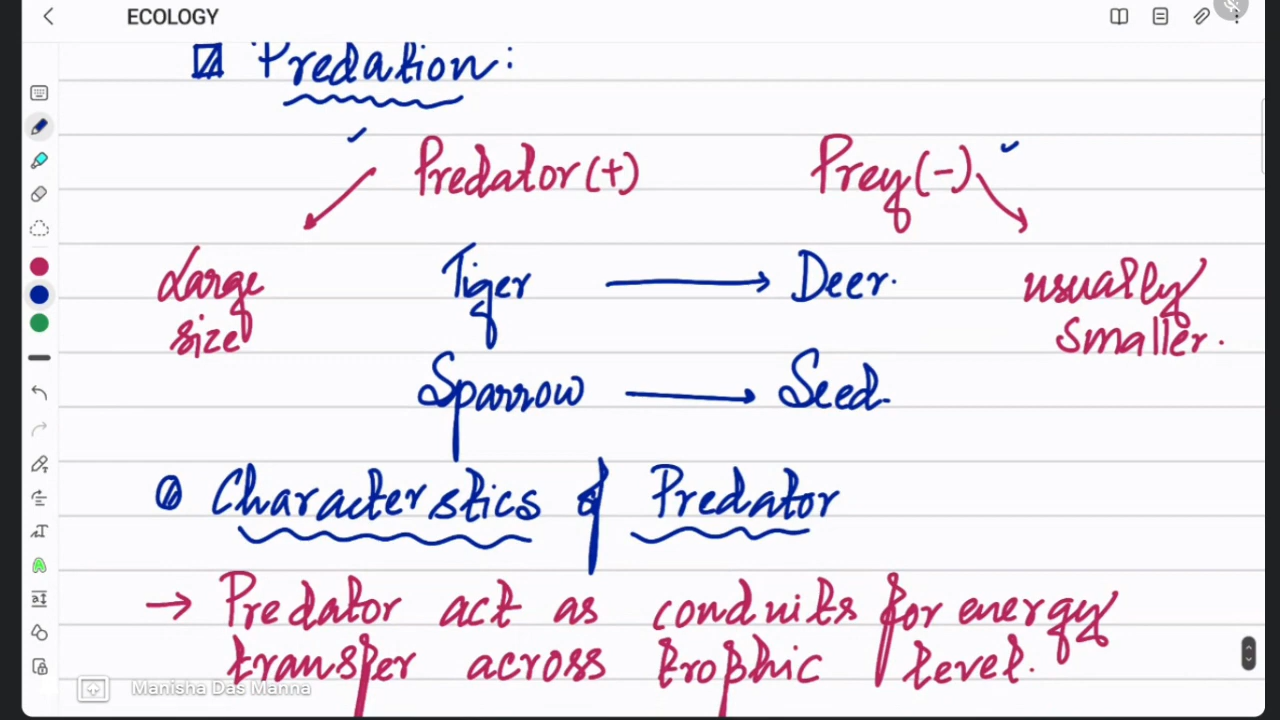 ECOLOGY
Predation:
Predator (+) Prey (-)
Large Tiger Deer. usually
size smaller.
Sparrow Seed.
Characterstics of Predator
→ Predator act as conduits for energy
transfer across trophic level.
Manisha Das Manna